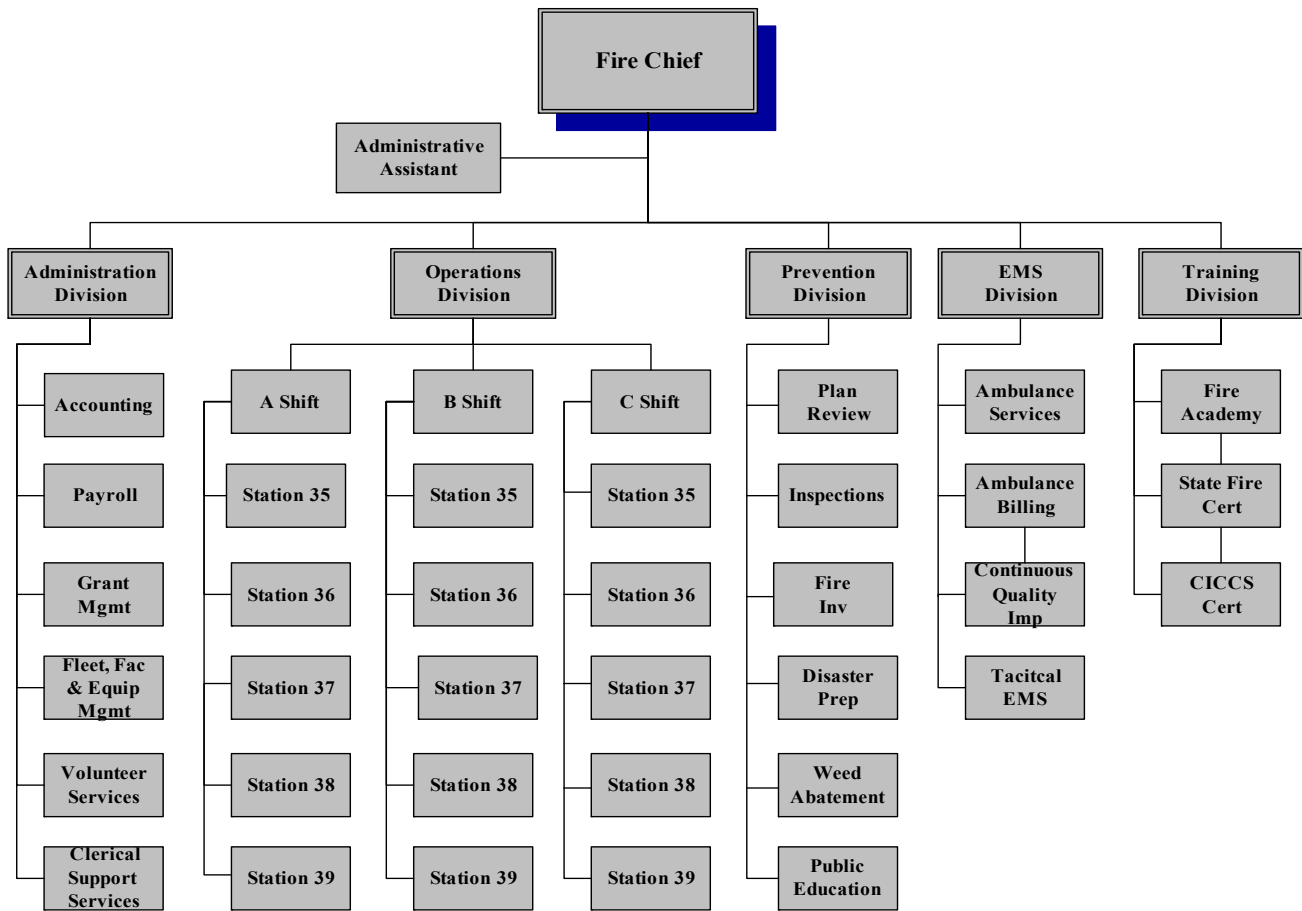 Fire Chief
Administrative
Assistant
Administration
Division
Operations
Division
Prevention
Division
EMS
Division
Training
Division
Accounting
Payroll
Grant
Mgmt
Fleet, Fac
& Equip
Mgmt
Volunteer
Services
Clerical
Support
Services
A Shift
Station 35
Station 36
Station 37
Station 38
Station 39
B Shift
Station 35
Station 36
Station 37
Station 38
Station 39
C Shift
Station 35
Station 36
Station 37
Station 38
Station 39
Plan
Review
Inspections
Fire
Inv
Disaster
Prep
Weed
Abatement
Public
Education
Ambulance
Services
Ambulance
Billing
Continuous
Quality
Imp
Tacitcal
EMS
Fire
Academy
State Fire
Cert
CICCS
Cert